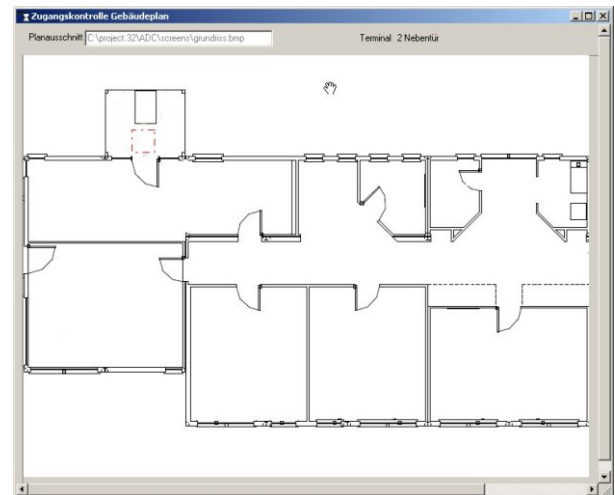 Zugangskontrolle Gebäudeplan
Planausschnitt C:\project.32\ADC\screens\grundriss.bmp Terminal 2 Nebentür